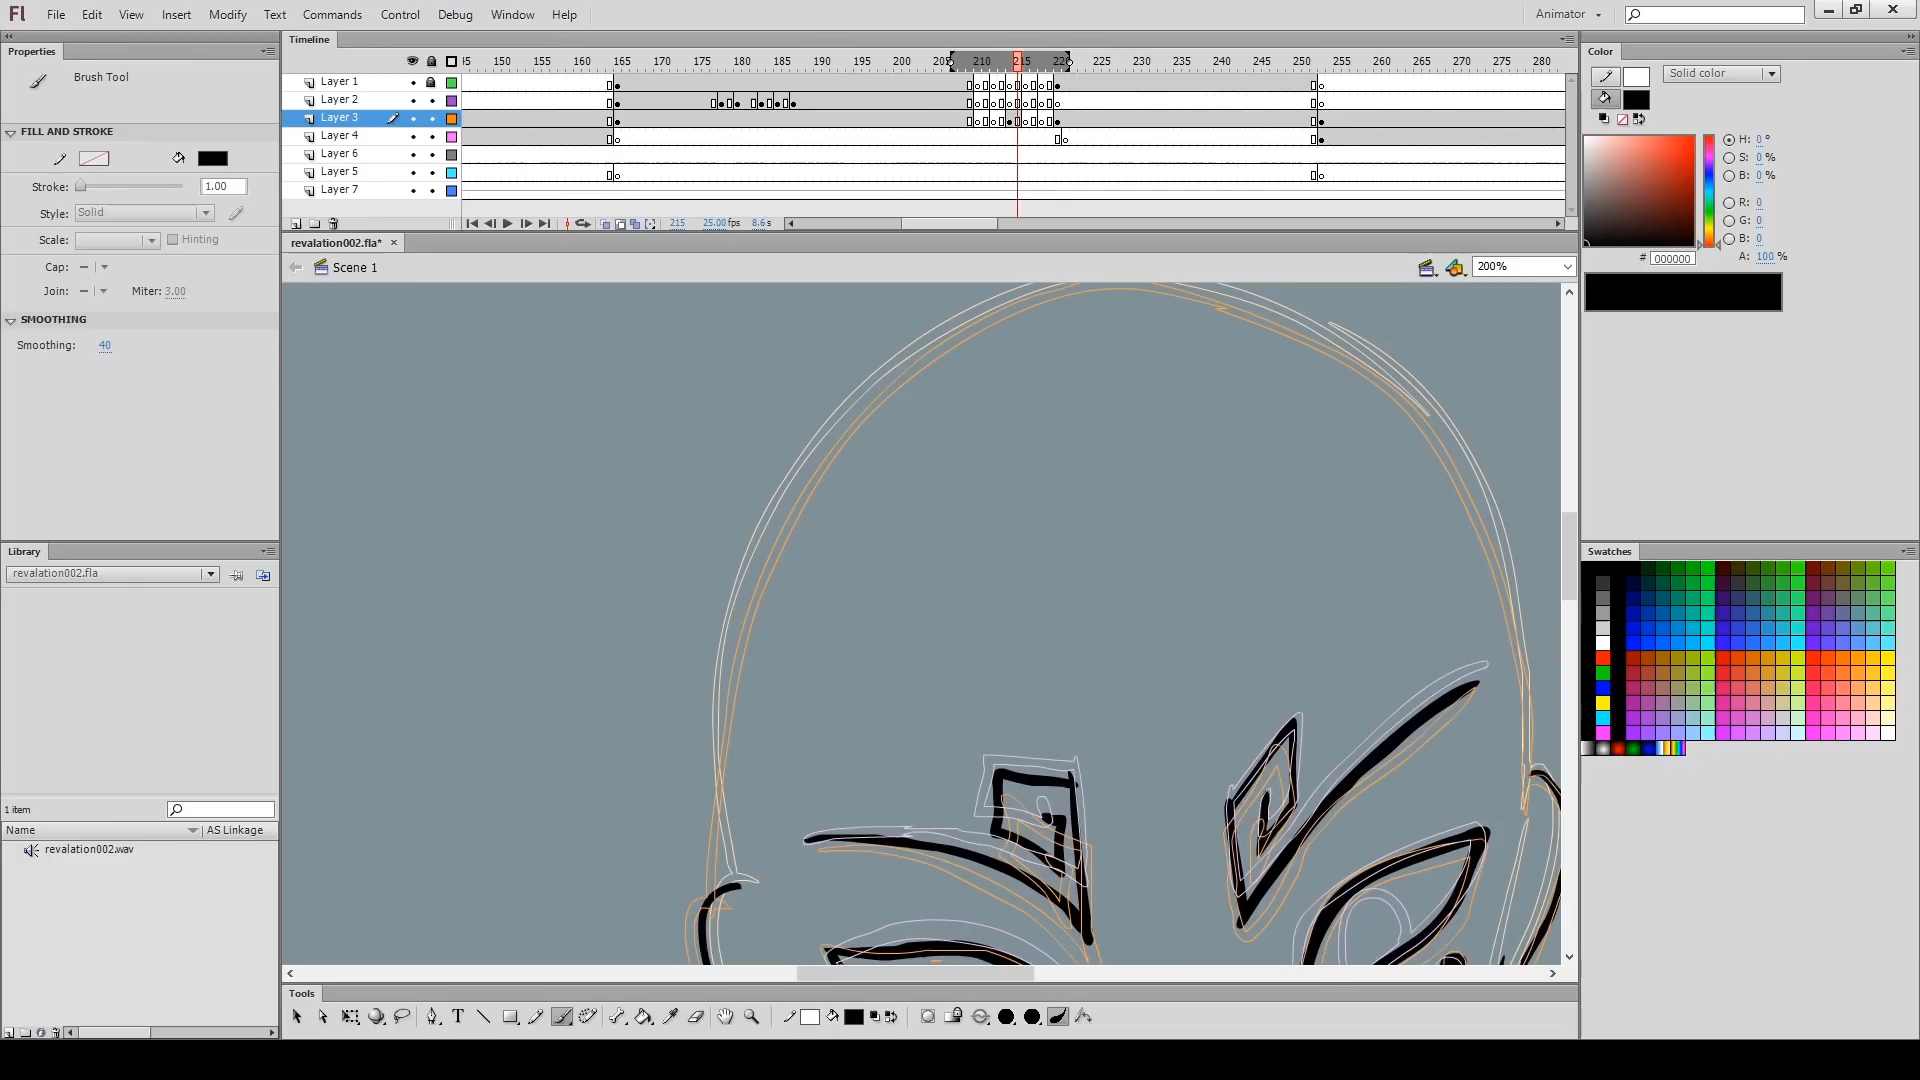 Fl File Edit View Insert Modify Text Commands Control Debug Window Help Animator
Properties Timeline Color
Brush Tool
145 150 155 160 165 170 175 180 185 190 195 200 205 210 215 220 225 230 235 240 245 250 255 260 265 270 275 280
Layer 1
Layer 2
Layer 3
Layer 4
Layer 6
Layer 5
Layer 7
215 25.00 fps 8.6 s
FILL AND STROKE
Stroke: 1.00
Style: Solid
Scale: Hinting
Cap:
Join: Miter: 3.00
SMOOTHING
Smoothing: 40
revalation002.fla* ×
Scene 1 200%
Solid color
H: 0 °
S: 0 %
B: 0 %
R: 0
G: 0
B: 0
# 000000 A: 100 %
Library
revalation002.fla
1 item
Name AS Linkage
revalation002.wav
Swatches
Tools